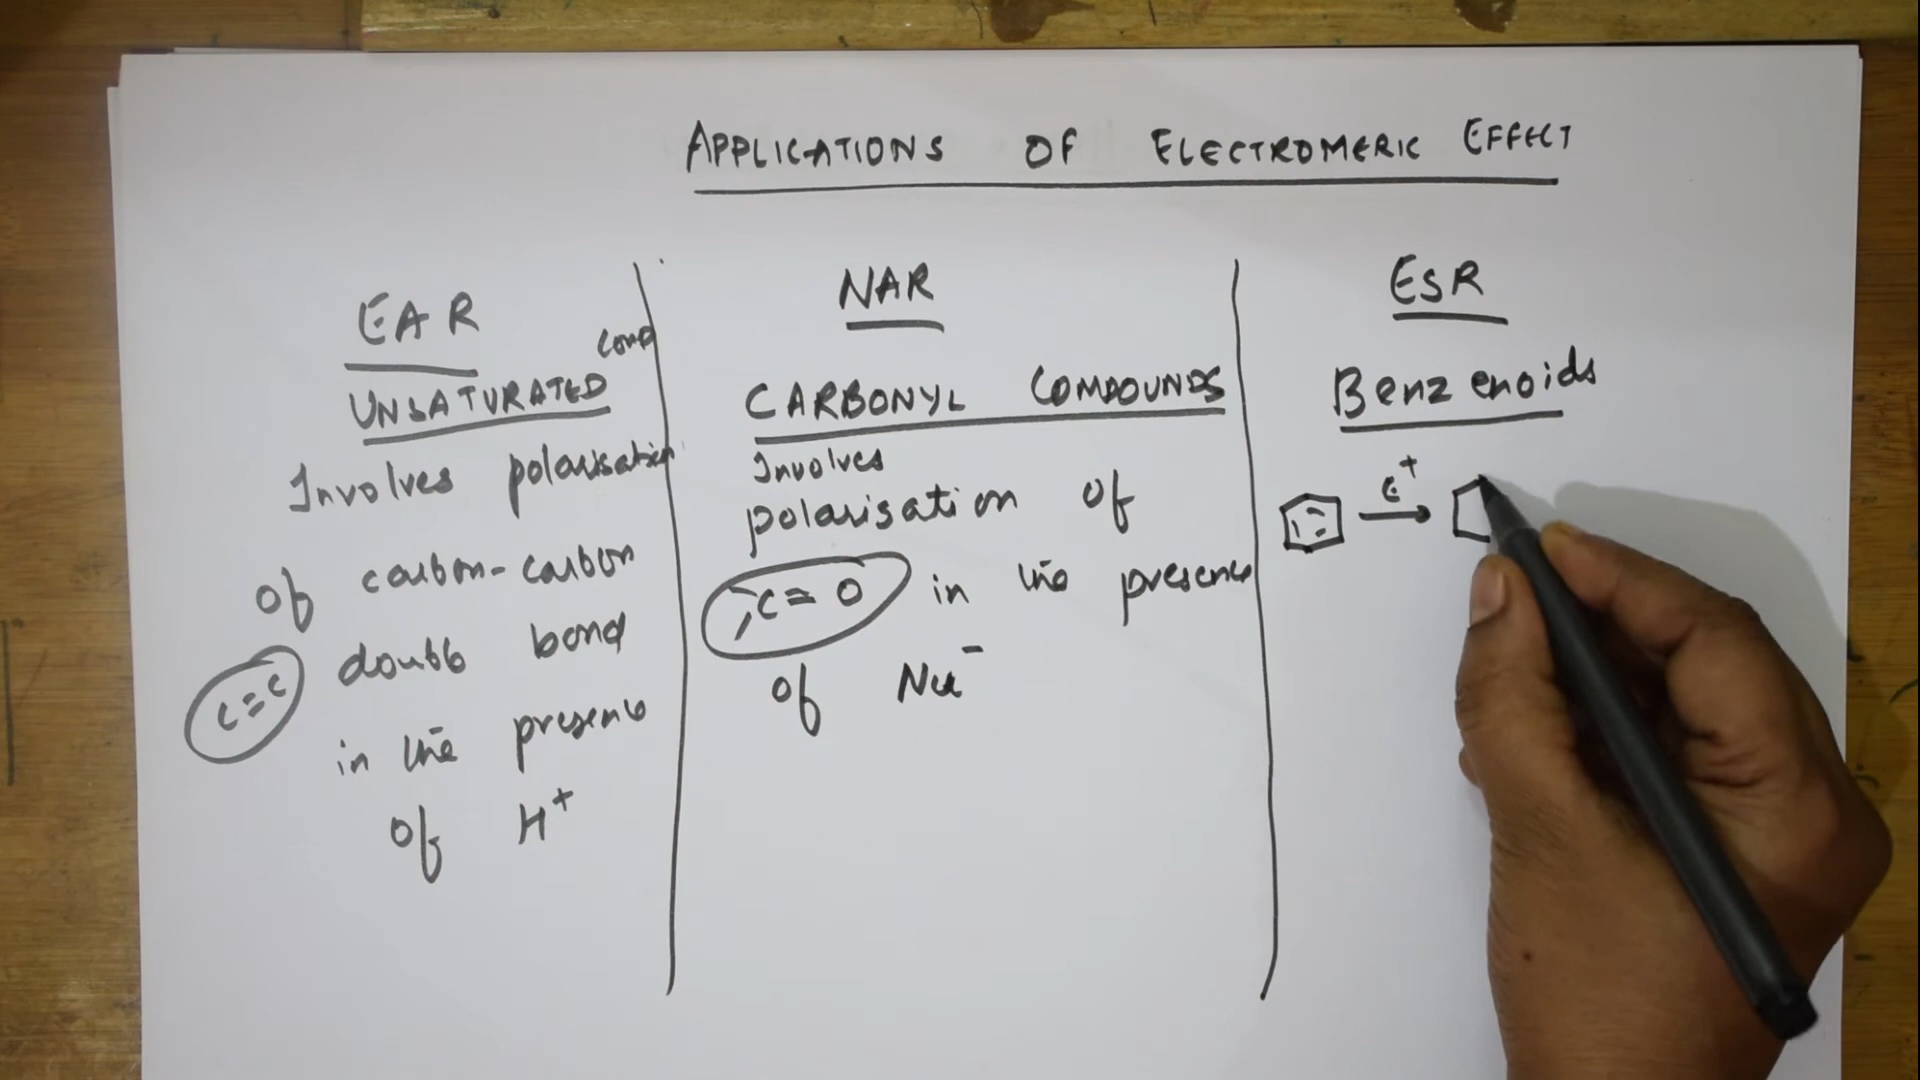 APPLICATIONS OF ELECTROMERIC EFFECT
EAR
UNSATURATED comp
Involves polarisation
of carbon-carbon
C=C double bond
in the presence
of H+
NAR
CARBONYL COMPOUNDS
Involves
polarisation of
>C=O in the presence
of Nu-
ESR
Benzenoids
E+